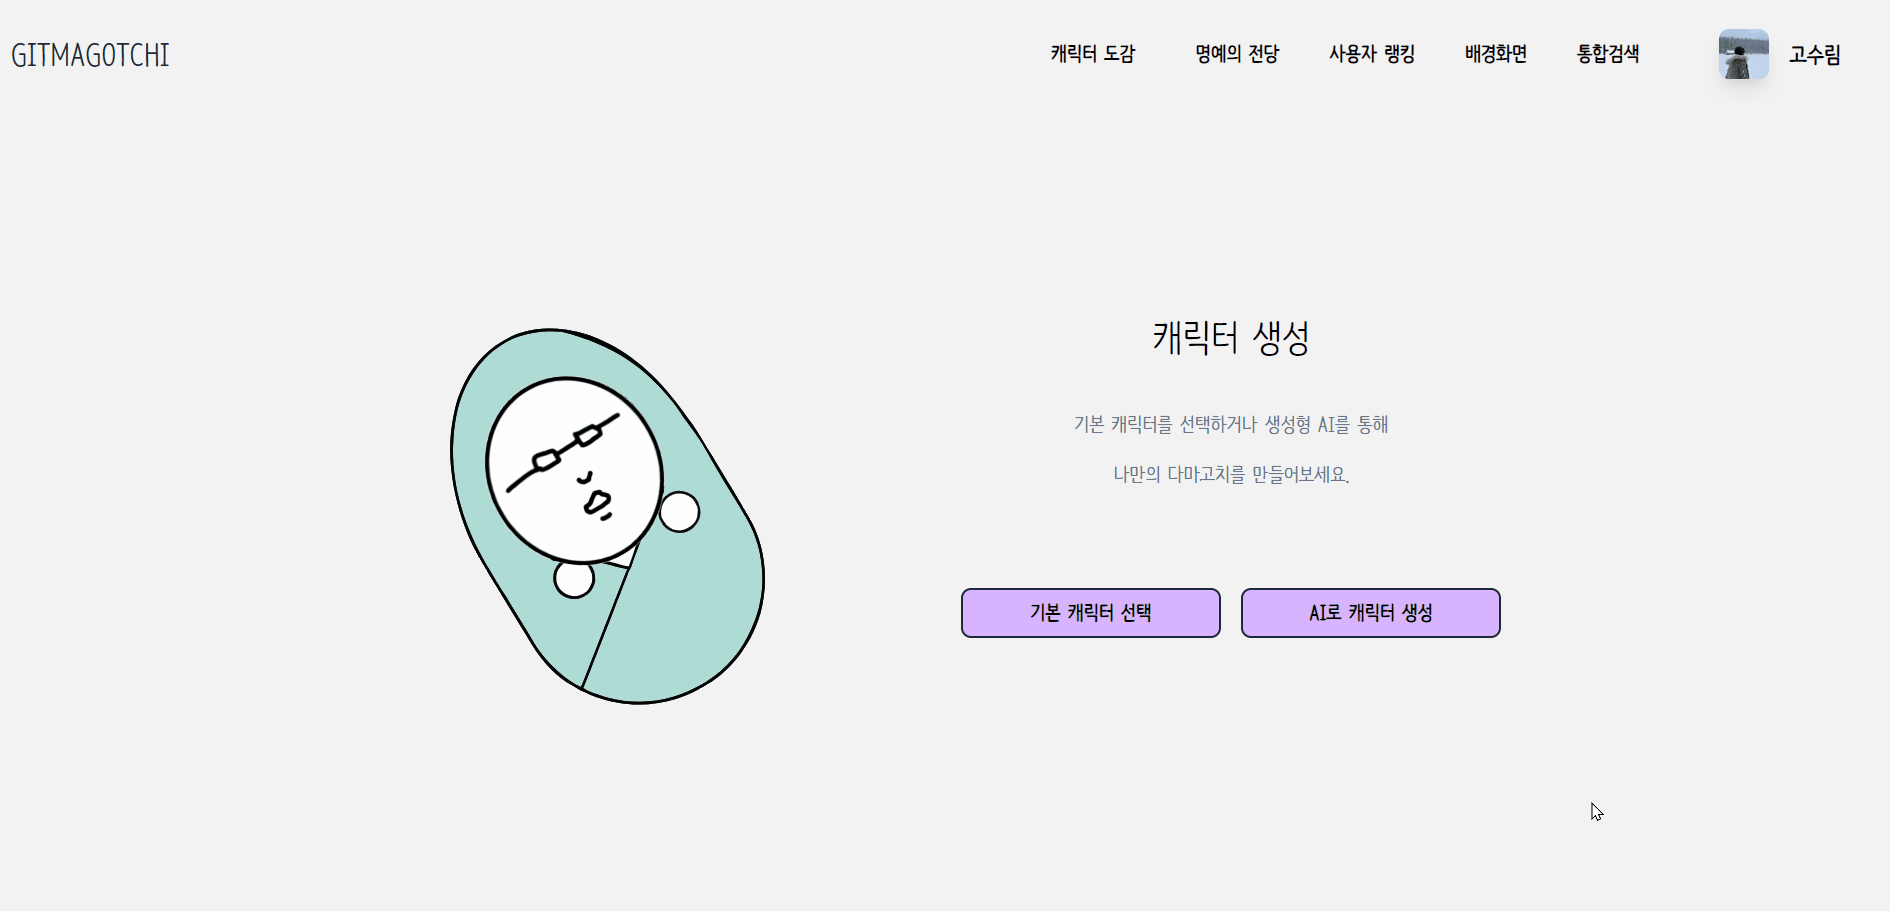 GITMAGOTCHI
캐릭터 도감
명예의 전당
사용자 랭킹
배경화면
통합검색
고수림
캐릭터 생성
기본 캐릭터를 선택하거나 생성형 AI를 통해
나만의 다마고치를 만들어보세요.
기본 캐릭터 선택
AI로 캐릭터 생성